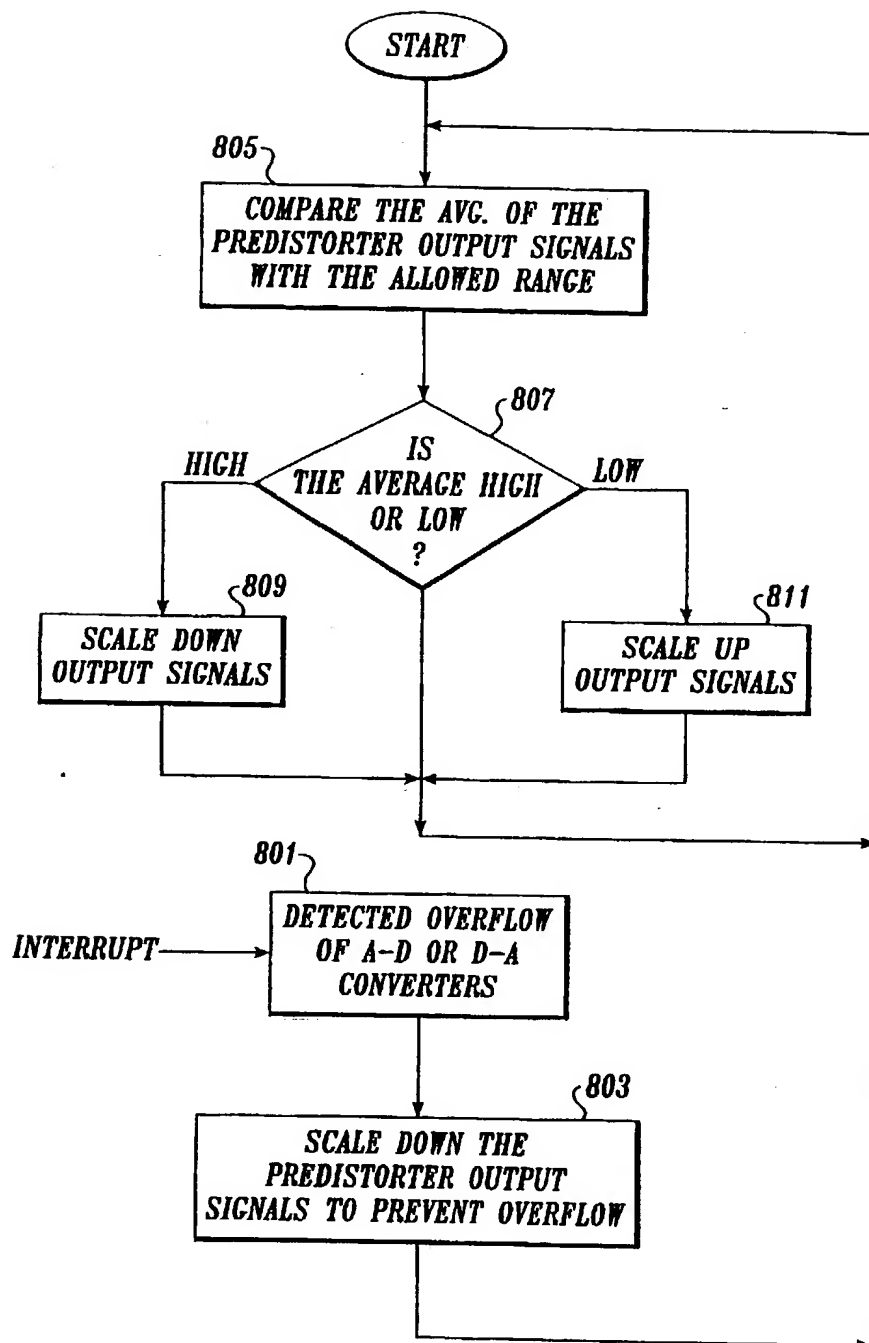 START
805
COMPARE THE AVG. OF THE
PREDISTORTER OUTPUT SIGNALS
WITH THE ALLOWED RANGE
807
IS
THE AVERAGE HIGH
OR LOW
?
HIGH
LOW
809
SCALE DOWN
OUTPUT SIGNALS
811
SCALE UP
OUTPUT SIGNALS
801
INTERRUPT
DETECTED OVERFLOW
OF A-D OR D-A
CONVERTERS
803
SCALE DOWN THE
PREDISTORTER OUTPUT
SIGNALS TO PREVENT OVERFLOW